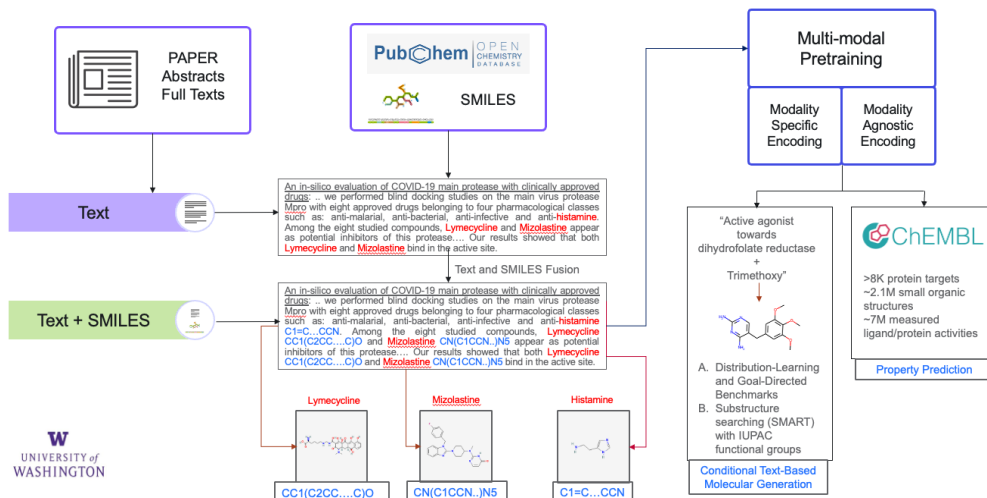 PAPER
Abstracts
Full Texts
PubChem
OPEN
CHEMISTRY
DATABASE
SMILES
Multi-modal
Pretraining
Modality
Specific
Encoding
Modality
Agnostic
Encoding
Text
An in-silico evaluation of COVID-19 main protease with clinically approved
drugs: .. we performed blind docking studies on the main virus protease
Mpro with eight approved drugs belonging to four pharmacological classes
such as: anti-malarial, anti-bacterial, anti-infective and anti-histamine.
Among the eight studied compounds, Lymecycline and Mizolastine appear
as potential inhibitors of this protease…. Our results showed that both
Lymecycline and Mizolastine bind in the active site.
Text and SMILES Fusion
Text + SMILES
An in-silico evaluation of COVID-19 main protease with clinically approved
drugs: .. we performed blind docking studies on the main virus protease
Mpro with eight approved drugs belonging to four pharmacological classes
such as: anti-malarial, anti-bacterial, anti-infective and anti-histamine
C1=C…CCN. Among the eight studied compounds, Lymecycline
CC1(C2CC….C)O and Mizolastine CN(C1CCN..)N5 appear as potential
inhibitors of this protease…. Our results showed that both Lymecycline
CC1(C2CC….C)O and Mizolastine CN(C1CCN..)N5 bind in the active site.
Lymecycline
CC1(C2CC….C)O
Mizolastine
CN(C1CCN..)N5
Histamine
C1=C…CCN
"Active agonist
towards
dihydrofolate reductase
+
Trimethoxy"
A. Distribution-Learning
and Goal-Directed
Benchmarks
B. Substructure
searching (SMART)
with IUPAC
functional groups
Conditional Text-Based
Molecular Generation
ChEMBL
>8K protein targets
~2.1M small organic
structures
~7M measured
ligand/protein activities
Property Prediction
W
UNIVERSITY of
WASHINGTON